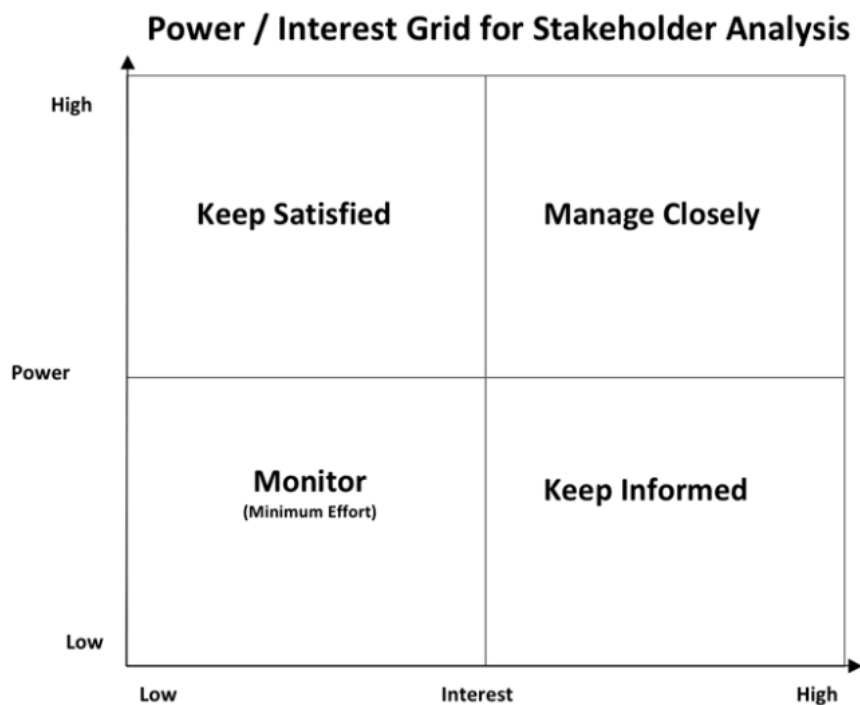 Power / Interest Grid for Stakeholder Analysis
High
Keep Satisfied
Manage Closely
Power
Monitor
(Minimum Effort)
Keep Informed
Low
Low
Interest
High